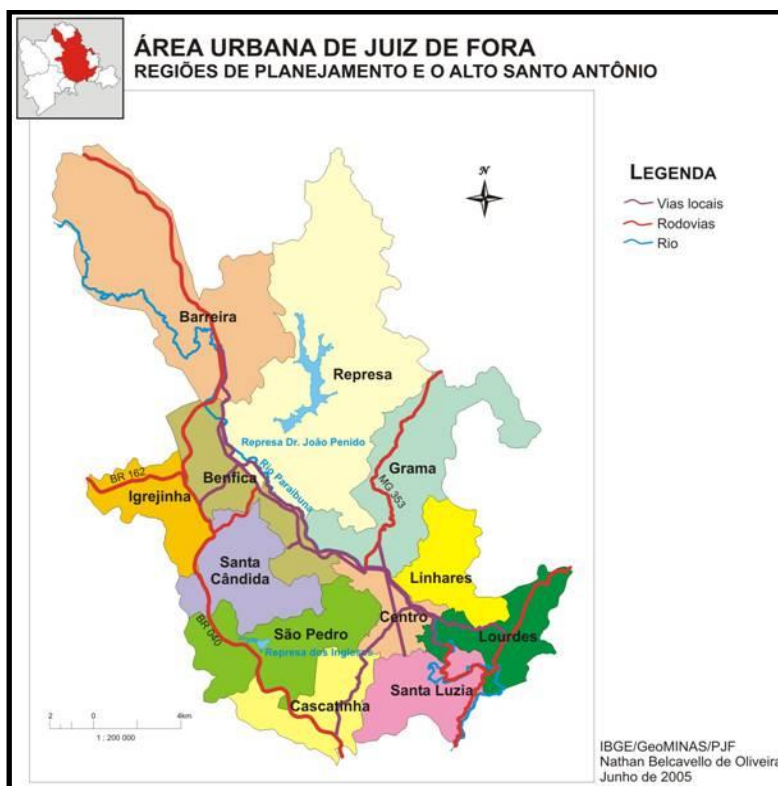 ÁREA URBANA DE JUIZ DE FORA
REGIÕES DE PLANEJAMENTO E O ALTO SANTO ANTÔNIO
N
LEGENDA
Vias locais
Rodovias
Rio
Barreira
Represa
Represa Dr. João Penido
Rio Paraibuna
Grama
MG 353
BR 162
Benfica
Igrejinha
Santa
Cândida
Linhares
Centro
Lourdes
BR 040
São Pedro
Represa dos Ingleses
Santa Luzia
Cascatinha
2 0 4km
1 : 200 000
IBGE/GeoMINAS/PJF
Nathan Belcavello de Oliveira
Junho de 2005